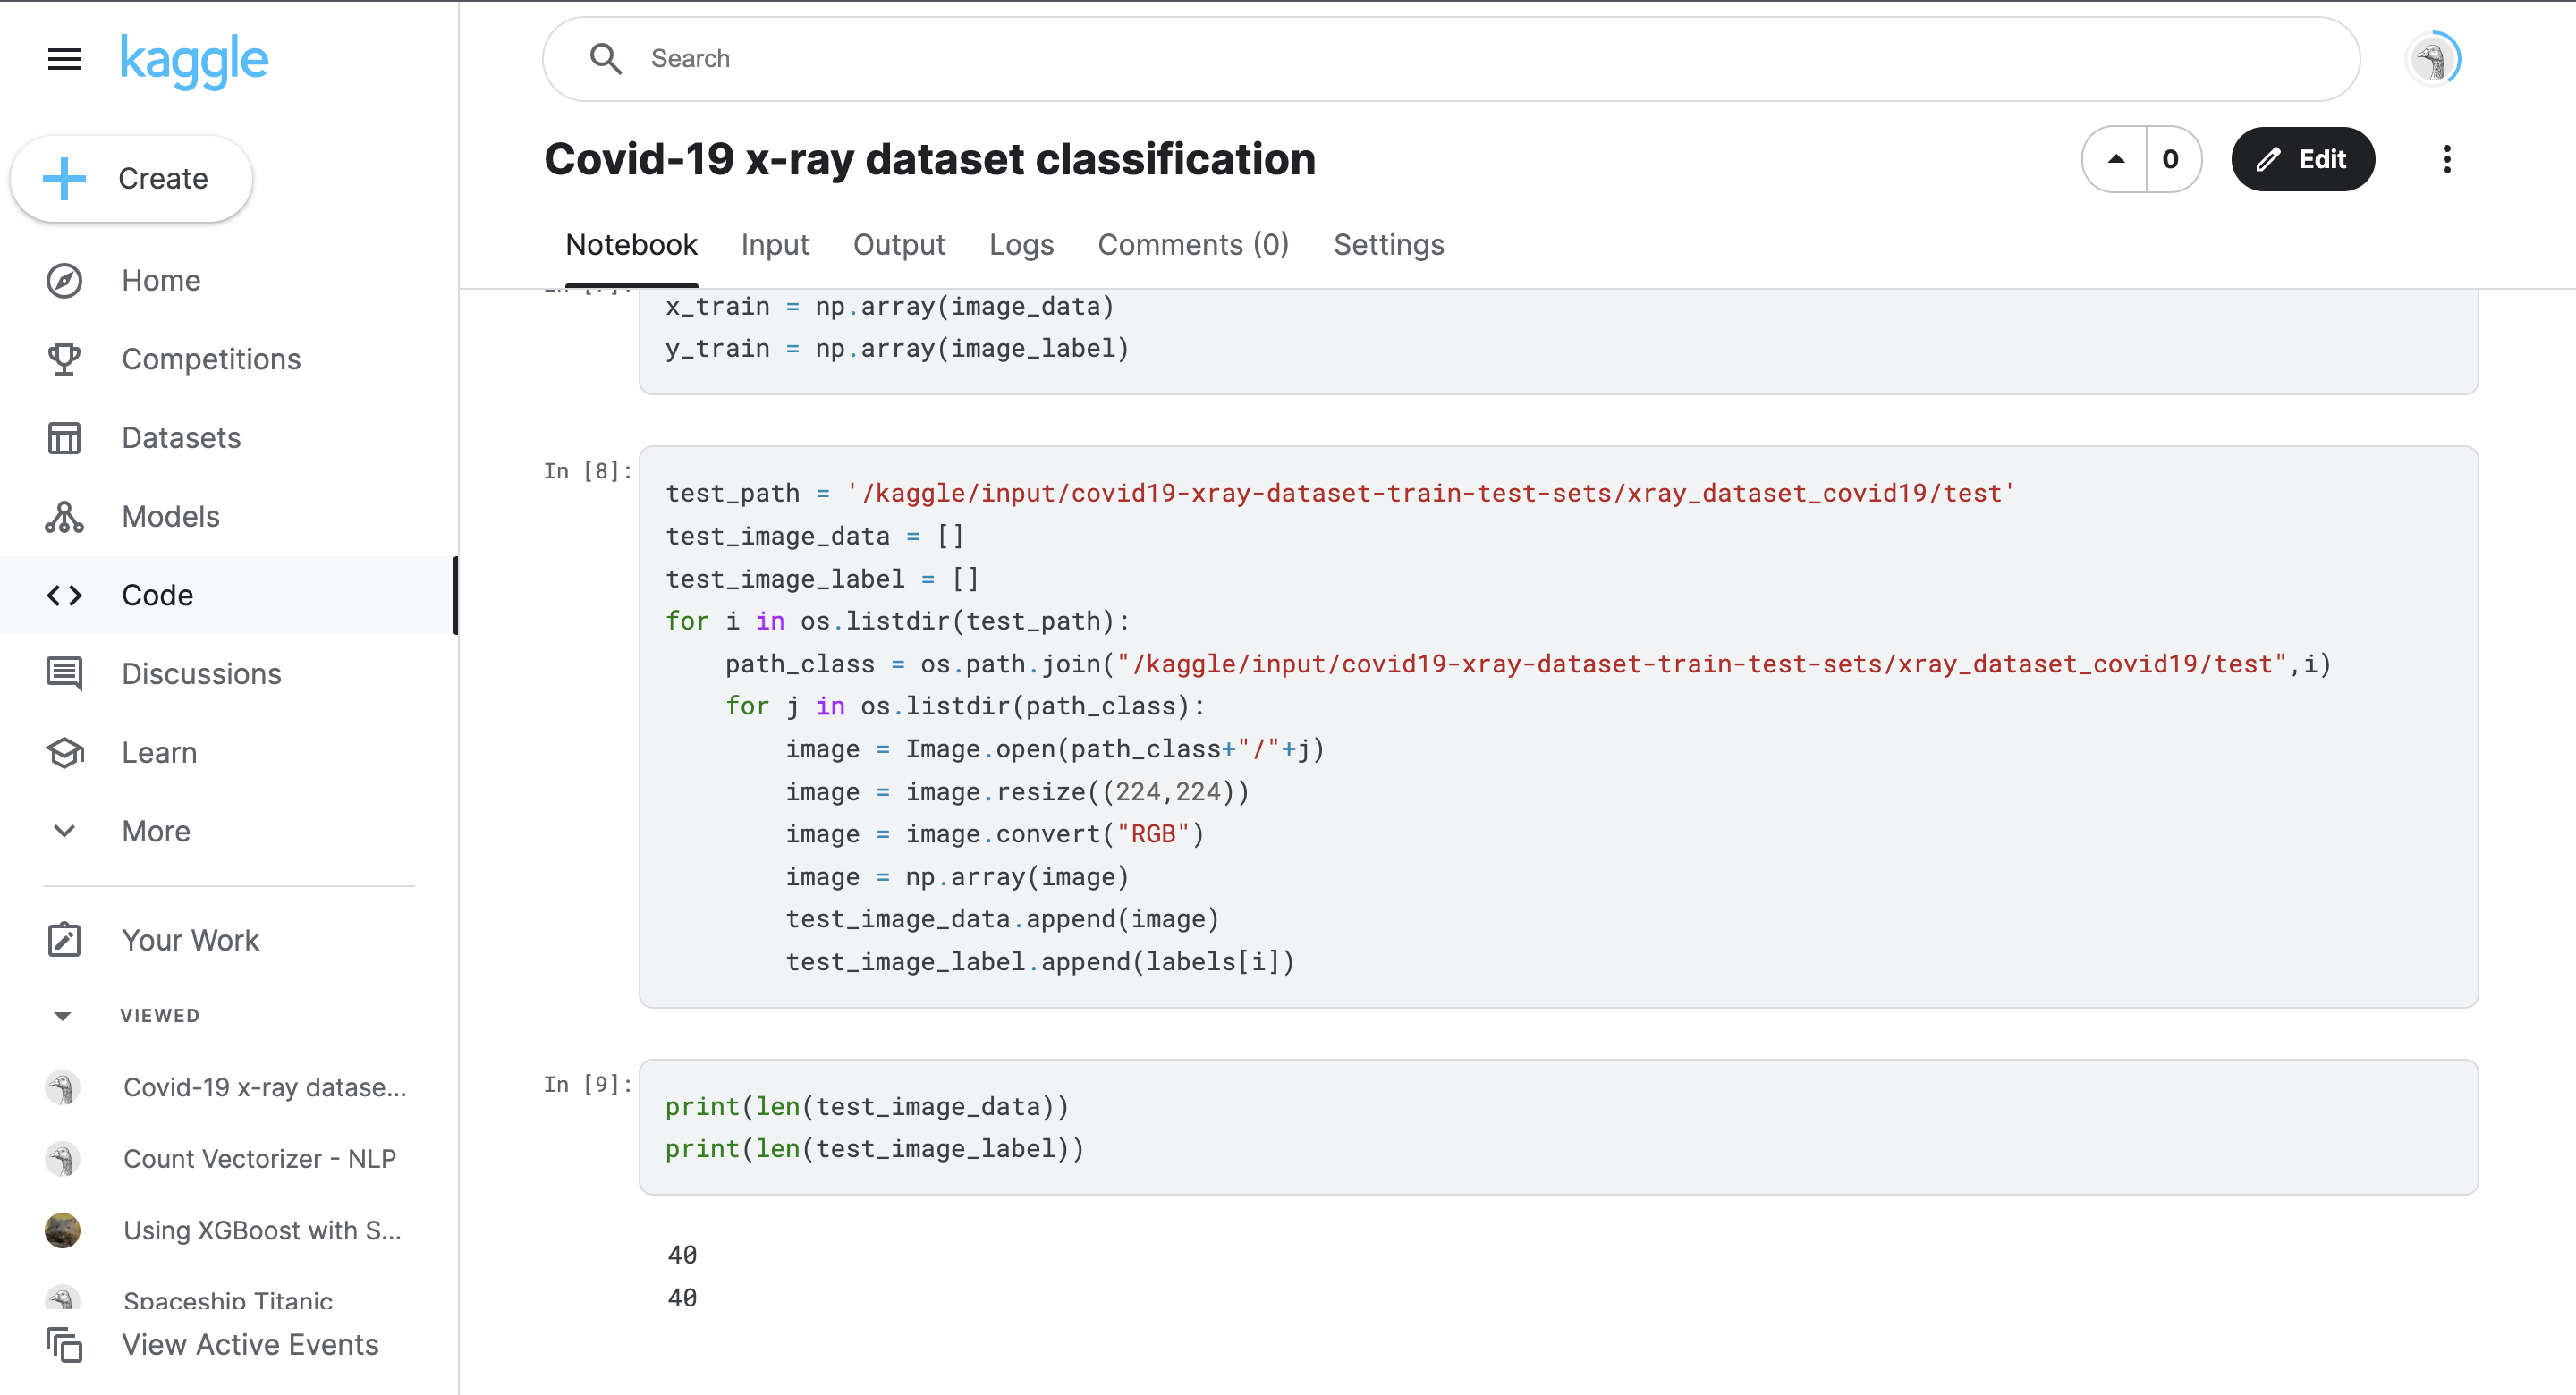 kaggle
Search
Create
Home
Competitions
Datasets
Models
Code
Discussions
Learn
More
Your Work
VIEWED
Covid-19 x-ray datase...
Count Vectorizer - NLP
Using XGBoost with S...
Spaceship Titanic
View Active Events
Covid-19 x-ray dataset classification
0
Edit
Notebook Input Output Logs Comments (0) Settings
In [7]:
x_train = np.array(image_data)
y_train = np.array(image_label)
In [8]:
test_path = '/kaggle/input/covid19-xray-dataset-train-test-sets/xray_dataset_covid19/test'
test_image_data = []
test_image_label = []
for i in os.listdir(test_path):
    path_class = os.path.join("/kaggle/input/covid19-xray-dataset-train-test-sets/xray_dataset_covid19/test",i)
    for j in os.listdir(path_class):
        image = Image.open(path_class+"/"+j)
        image = image.resize((224,224))
        image = image.convert("RGB")
        image = np.array(image)
        test_image_data.append(image)
        test_image_label.append(labels[i])
In [9]:
print(len(test_image_data))
print(len(test_image_label))
40
40